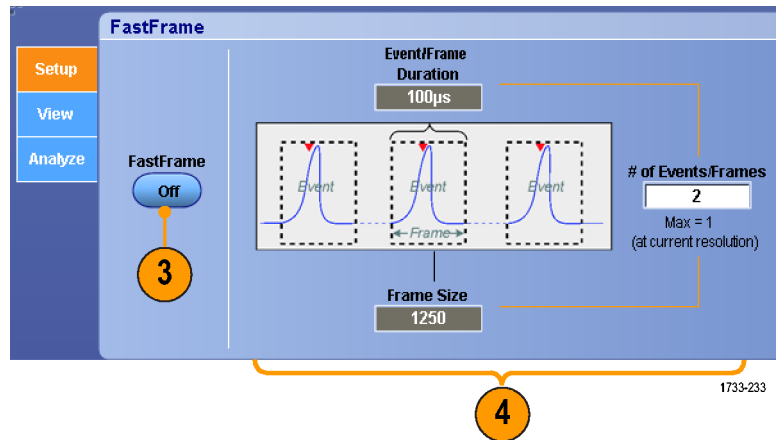 FastFrame
Setup
View
Analyze
FastFrame
Off
3
Event/Frame
Duration
100µs
Event
Event
Event
Frame
Frame Size
1250
# of Events/Frames
2
Max = 1
(at current resolution)
4
1733-233